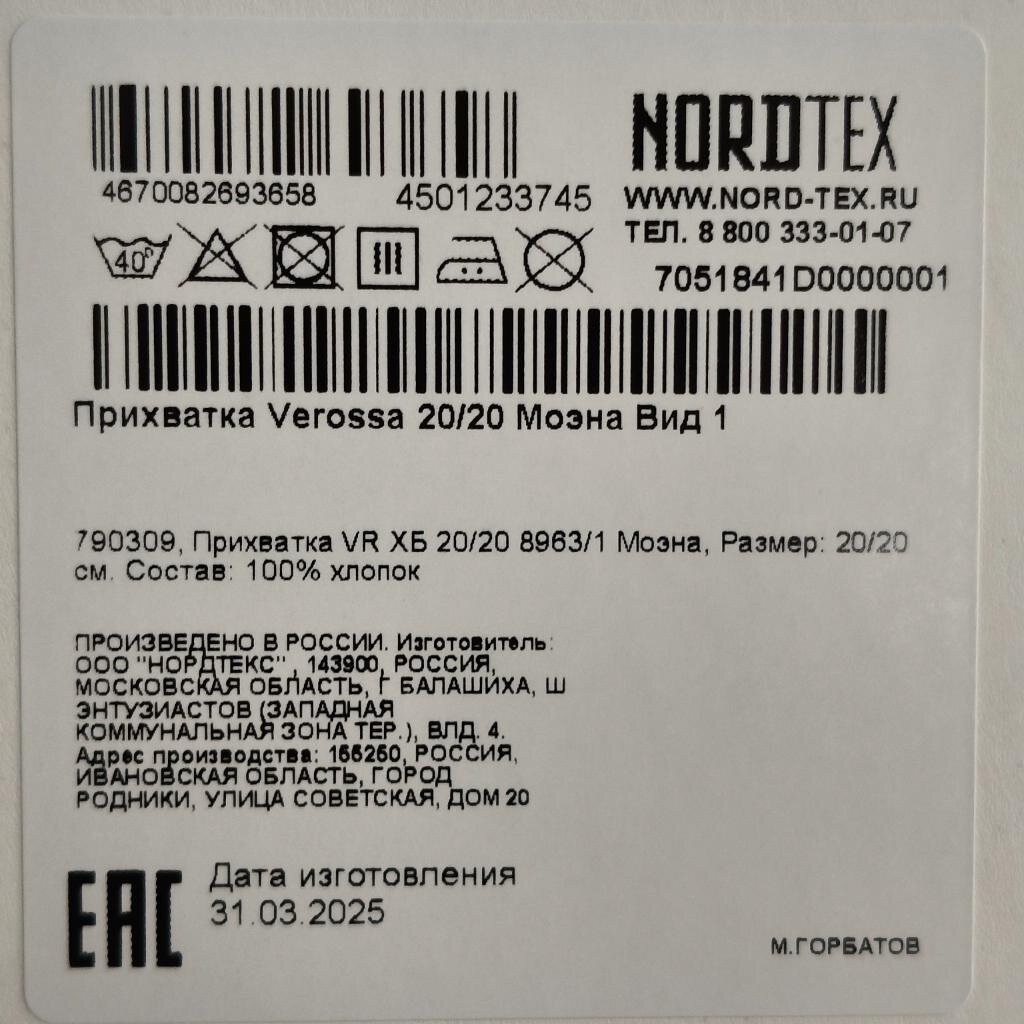 NORDTEX
4670082693658 4501233745
WWW.NORD-TEX.RU
ТЕЛ. 8 800 333-01-07
40°
7051841D0000001
Прихватка Verossa 20/20 Моэна Вид 1
790309, Прихватка VR ХБ 20/20 8963/1 Моэна, Размер: 20/20
см. Состав: 100% хлопок
ПРОИЗВЕДЕНО В РОССИИ. Изготовитель:
ООО "НОРДТЕКС" , 143900, РОССИЯ,
МОСКОВСКАЯ ОБЛАСТЬ, Г БАЛАШИХА, Ш
ЭНТУЗИАСТОВ (ЗАПАДНАЯ
КОММУНАЛЬНАЯ ЗОНА ТЕР.), ВЛД. 4.
Адрес производства: 155250, РОССИЯ,
ИВАНОВСКАЯ ОБЛАСТЬ, ГОРОД
РОДНИКИ, УЛИЦА СОВЕТСКАЯ, ДОМ 20
EAC
Дата изготовления
31.03.2025
М.ГОРБАТОВ